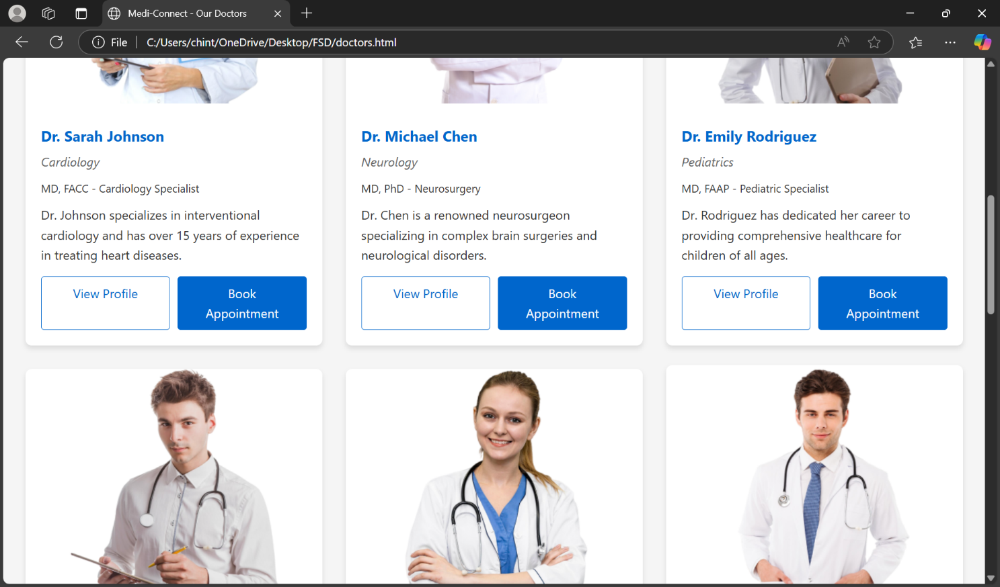 Medi-Connect - Our Doctors
File
C:/Users/chint/OneDrive/Desktop/FSD/doctors.html
Dr. Sarah Johnson
Cardiology
MD, FACC - Cardiology Specialist
Dr. Johnson specializes in interventional
cardiology and has over 15 years of experience
in treating heart diseases.
View Profile
Book
Appointment
Dr. Michael Chen
Neurology
MD, PhD - Neurosurgery
Dr. Chen is a renowned neurosurgeon
specializing in complex brain surgeries and
neurological disorders.
View Profile
Book
Appointment
Dr. Emily Rodriguez
Pediatrics
MD, FAAP - Pediatric Specialist
Dr. Rodriguez has dedicated her career to
providing comprehensive healthcare for
children of all ages.
View Profile
Book
Appointment